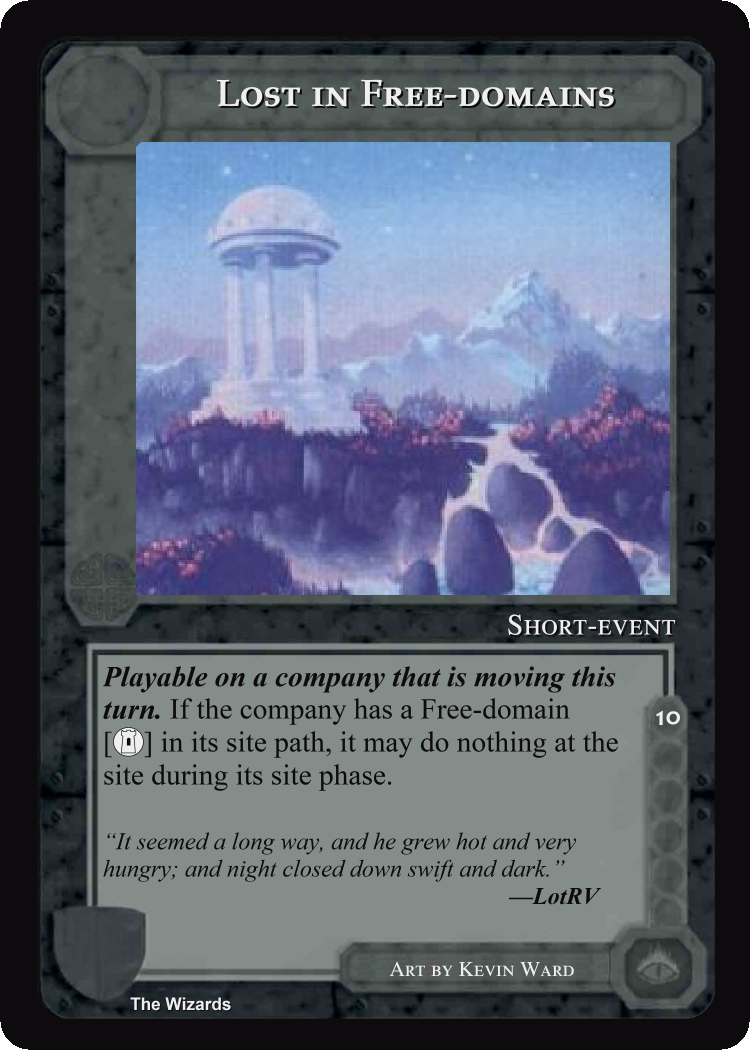 Lost in Free-domains
Short-event
Playable on a company that is moving this
turn. If the company has a Free-domain
[] in its site path, it may do nothing at the
site during its site phase.
10
“It seemed a long way, and he grew hot and very
hungry; and night closed down swift and dark.”
—LotRV
Art by Kevin Ward
The Wizards